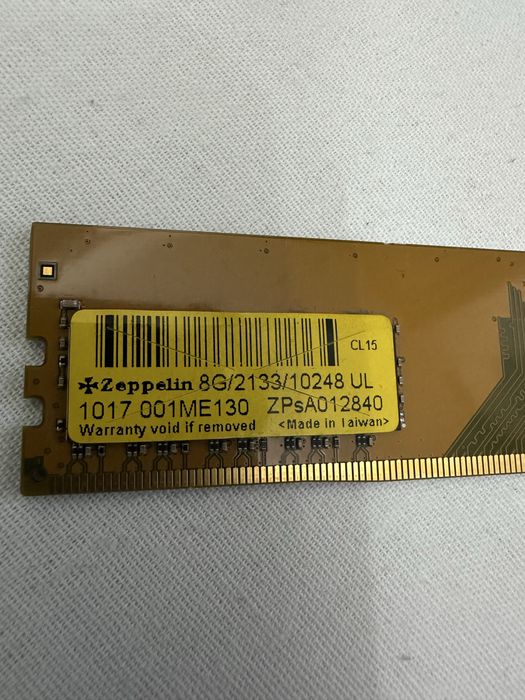 CL15
Zeppelin 8G/2133/10248 UL
1017 001ME130 ZPsA012840
Warranty void if removed <Made in Taiwan>